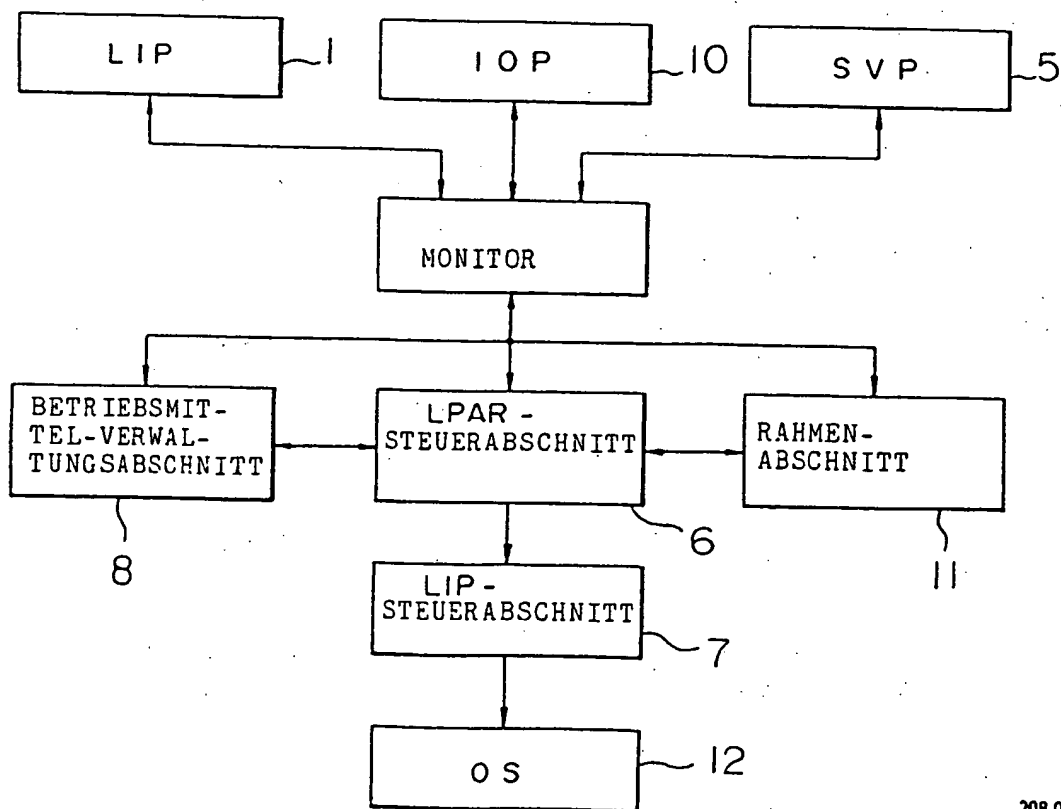 LIP
1
IOP
10
SVP
5
MONITOR
BETRIEBSMIT-
TEL-VERWAL-
TUNGSABSCHNITT
8
LPAR -
STEUERABSCHNITT
6
RAHMEN-
ABSCHNITT
11
LIP -
STEUERABSCHNITT
7
OS
12